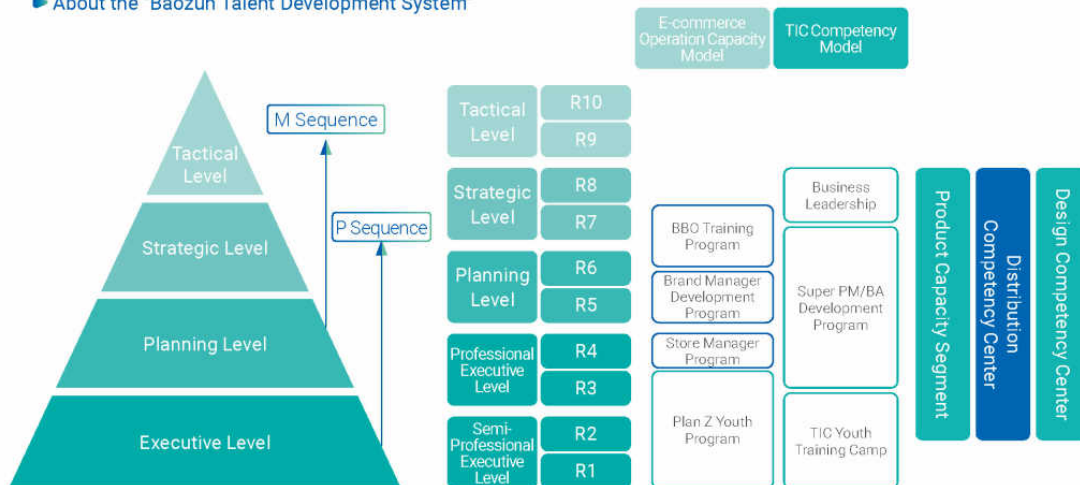 About the "Baozun Talent Development System"
E-commerce
Operation Capacity
Model
TIC Competency
Model
Tactical
Level
Strategic Level
Planning Level
Executive Level
M Sequence
P Sequence
Tactical
Level
R10
R9
Strategic
Level
R8
R7
Planning
Level
R6
R5
Professional
Executive
Level
R4
R3
Semi-
Professional
Executive
Level
R2
R1
BBO Training
Program
Brand Manager
Development
Program
Store Manager
Program
Plan Z Youth
Program
Business
Leadership
Super PM/BA
Development
Program
TIC Youth
Training Camp
Product Capacity Segment
Distribution
Competency Center
Design Competency Center